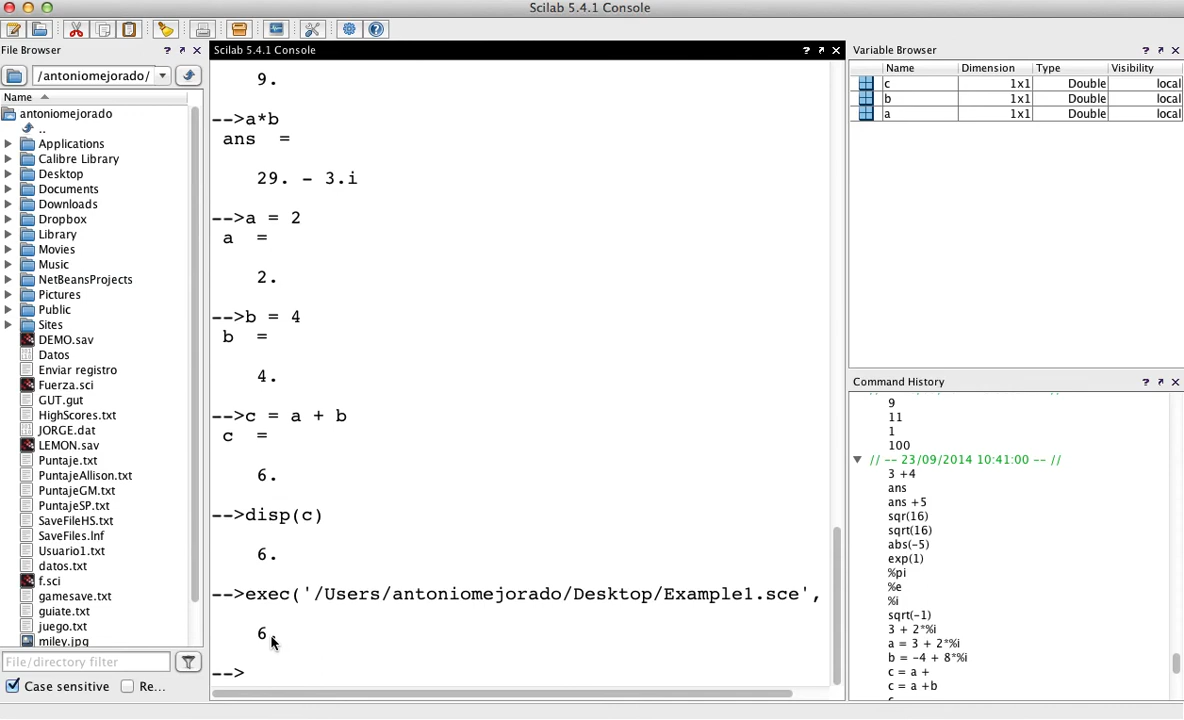 Scilab 5.4.1 Console
File Browser ? ↗ ×
Scilab 5.4.1 Console ? ↗ ×
Variable Browser ? ↗ ×
/antoniomejorado/
Name
antoniomejorado
..
Applications
Calibre Library
Desktop
Documents
Downloads
Dropbox
Library
Movies
Music
NetBeansProjects
Pictures
Public
Sites
DEMO.sav
Datos
Enviar registro
Fuerza.sci
GUT.gut
HighScores.txt
JORGE.dat
LEMON.sav
Puntaje.txt
PuntajeAllison.txt
PuntajeGM.txt
PuntajeSP.txt
SaveFileHS.txt
SaveFiles.Inf
Usuario1.txt
datos.txt
f.sci
gamesave.txt
guiate.txt
juego.txt
miley.jpg
File/directory filter
Case sensitive Re...
9.
-->a*b
ans =
29. - 3.i
-->a = 2
a =
2.
-->b = 4
b =
4.
-->c = a + b
c =
6.
-->disp(c)
6.
-->exec('/Users/antoniomejorado/Desktop/Example1.sce',
6.
-->
Name Dimension Type Visibility
c 1x1 Double local
b 1x1 Double local
a 1x1 Double local
Command History ? ↗ ×
9
11
1
100
// -- 23/09/2014 10:41:00 -- //
3 +4
ans
ans +5
sqr(16)
sqrt(16)
abs(-5)
exp(1)
%pi
%e
%i
sqrt(-1)
3 + 2*%i
a = 3 + 2*%i
b = -4 + 8*%i
c = a +
c = a +b